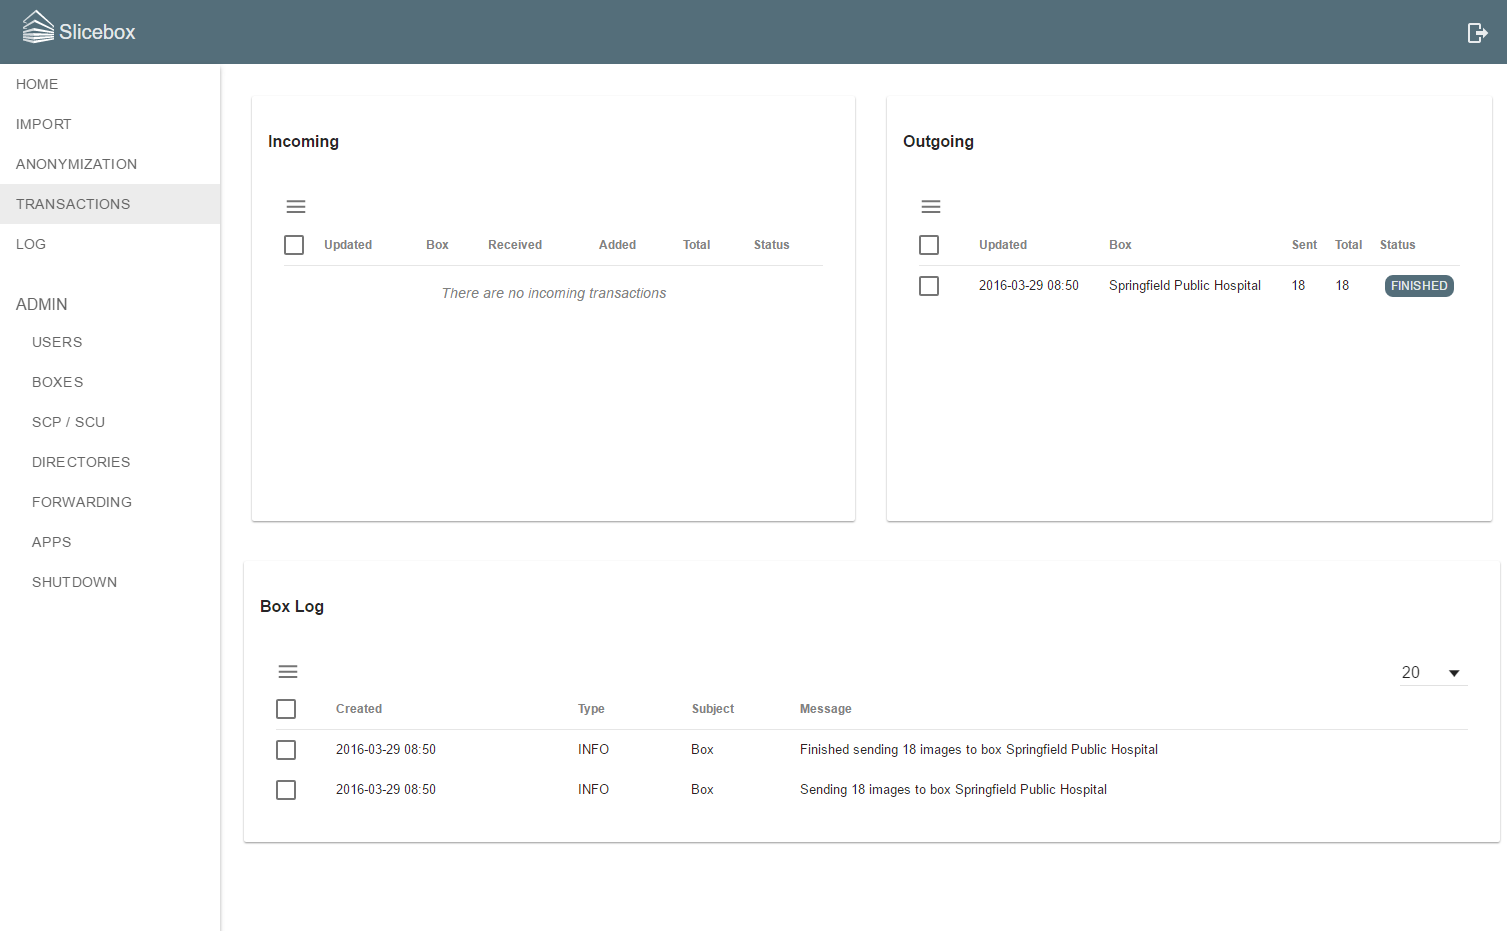 Slicebox
HOME
IMPORT
ANONYMIZATION
TRANSACTIONS
LOG
ADMIN
USERS
BOXES
SCP / SCU
DIRECTORIES
FORWARDING
APPS
SHUTDOWN
Incoming
Updated Box Received Added Total Status
There are no incoming transactions
Outgoing
Updated Box Sent Total Status
2016-03-29 08:50 Springfield Public Hospital 18 18 FINISHED
Box Log
20
Created Type Subject Message
2016-03-29 08:50 INFO Box Finished sending 18 images to box Springfield Public Hospital
2016-03-29 08:50 INFO Box Sending 18 images to box Springfield Public Hospital